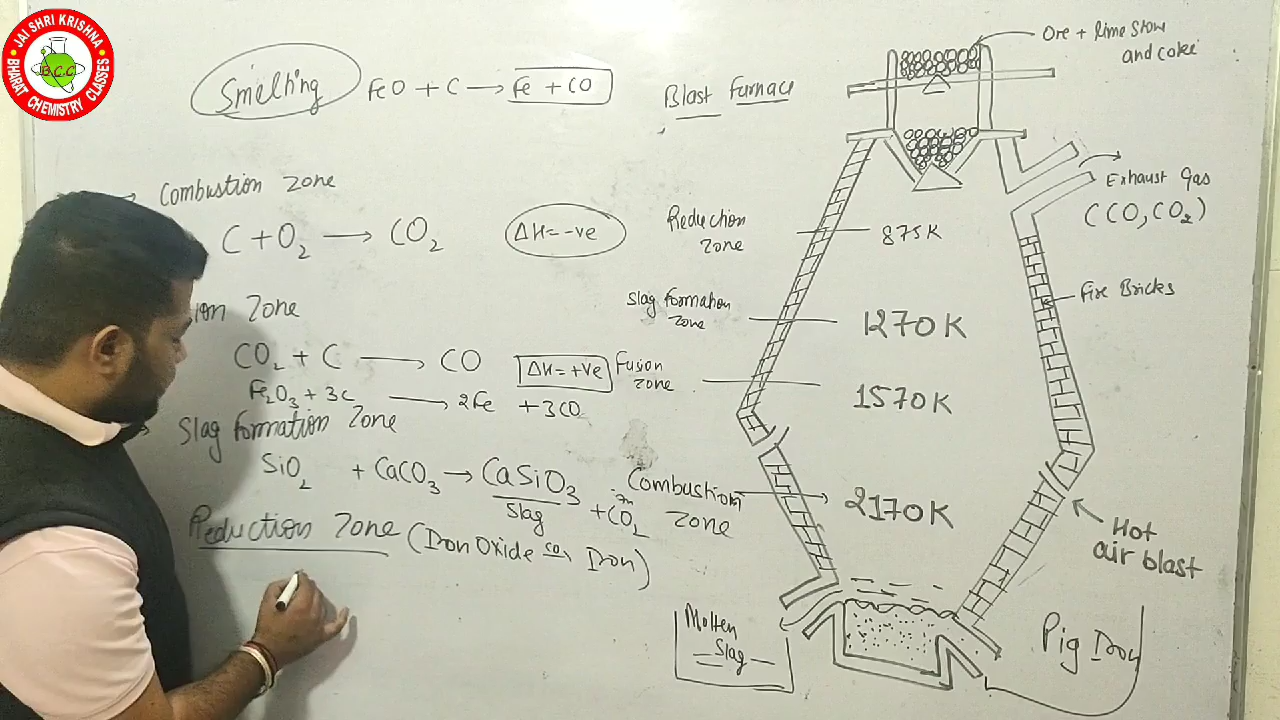 JAI SHRI KRISHNA
B.C.C
BHARAT CHEMISTRY CLASSES
Smelting
FeO + C → Fe + CO
Combustion Zone
C + O2 → CO2 ΔH = -ve
ion Zone
CO2 + C → CO ΔH = +ve
Fe2O3 + 3C → 2Fe + 3CO
Slag formation Zone
SiO2 + CaCO3 → CaSiO3 + CO2
Slag
Reduction Zone (Iron Oxide CO Iron)
Blast Furnace
Ore + lime stone
and coke
Exhaust gas
(CO, CO2)
Reduction
Zone
875K
Slag formation
Zone
1270K
Fire Bricks
Fusion
Zone
1570K
Combustion
Zone
2170K
Hot
air blast
Molten
Slag
Pig Iron